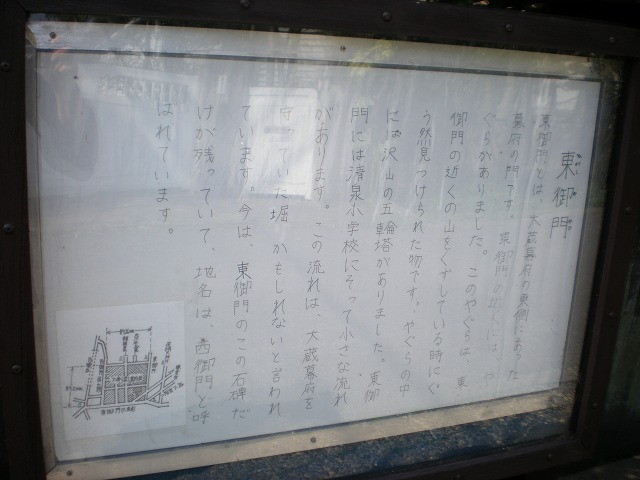 東御門
東御門とは、大蔵幕府の東側にあった
幕府の門です。東御門の近くには、や
ぐらがありました。このやぐらは、東
御門の近くの山をくずしている時にぐ
う然見つけられた物です。やぐらの中
には沢山の五輪塔がありました。東御
門には清泉小学校にそって小さな流れ
があります。この流れは、大蔵幕府を
守っていた堀かもしれないと言われ
ています。今は、東御門のこの石碑だ
けが残っていて、地名は、西御門と呼
ばれています。